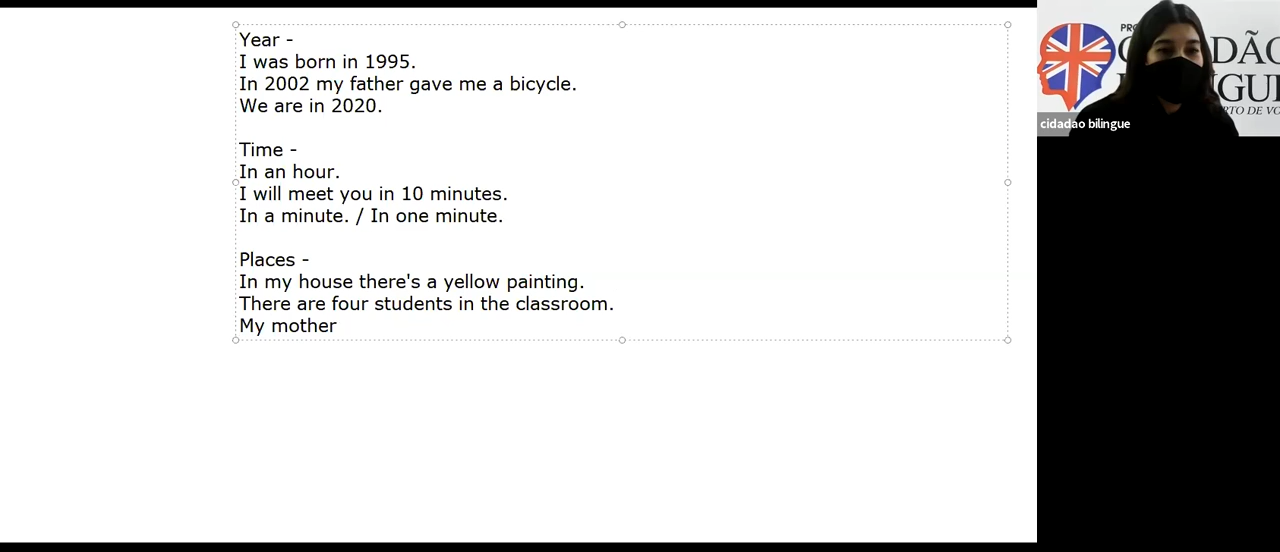 Year -
I was born in 1995.
In 2002 my father gave me a bicycle.
We are in 2020.
Time -
In an hour.
I will meet you in 10 minutes.
In a minute. / In one minute.
Places -
In my house there's a yellow painting.
There are four students in the classroom.
My mother
cidadao bilingue